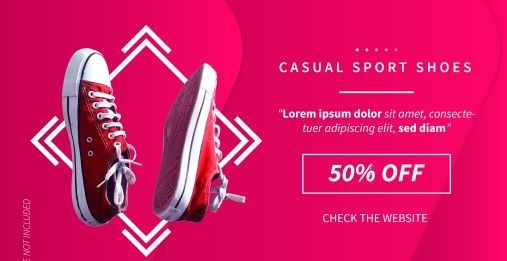 CASUAL SPORT SHOES
“Lorem ipsum dolor sit amet, consecte-
tuer adipiscing elit, sed diam”
50% OFF
CHECK THE WEBSITE
NOT INCLUDED